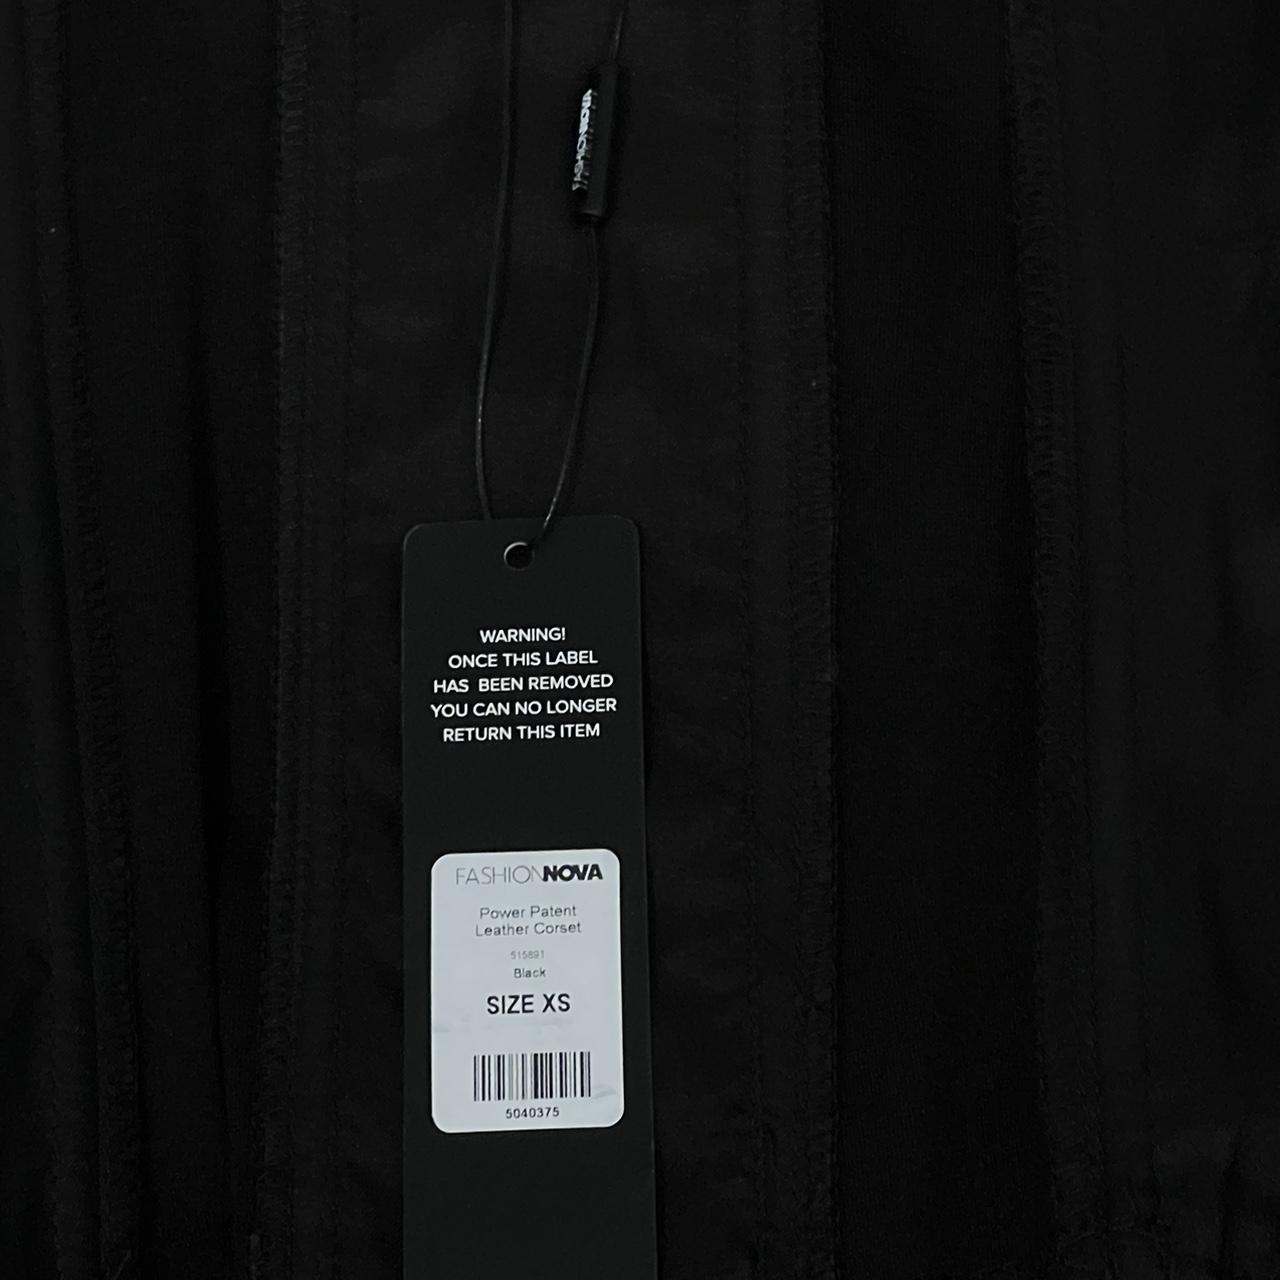 FASHIONNOVA
WARNING!
ONCE THIS LABEL
HAS BEEN REMOVED
YOU CAN NO LONGER
RETURN THIS ITEM
FASHIONNOVA
Power Patent
Leather Corset
515891
Black
SIZE XS
5040375